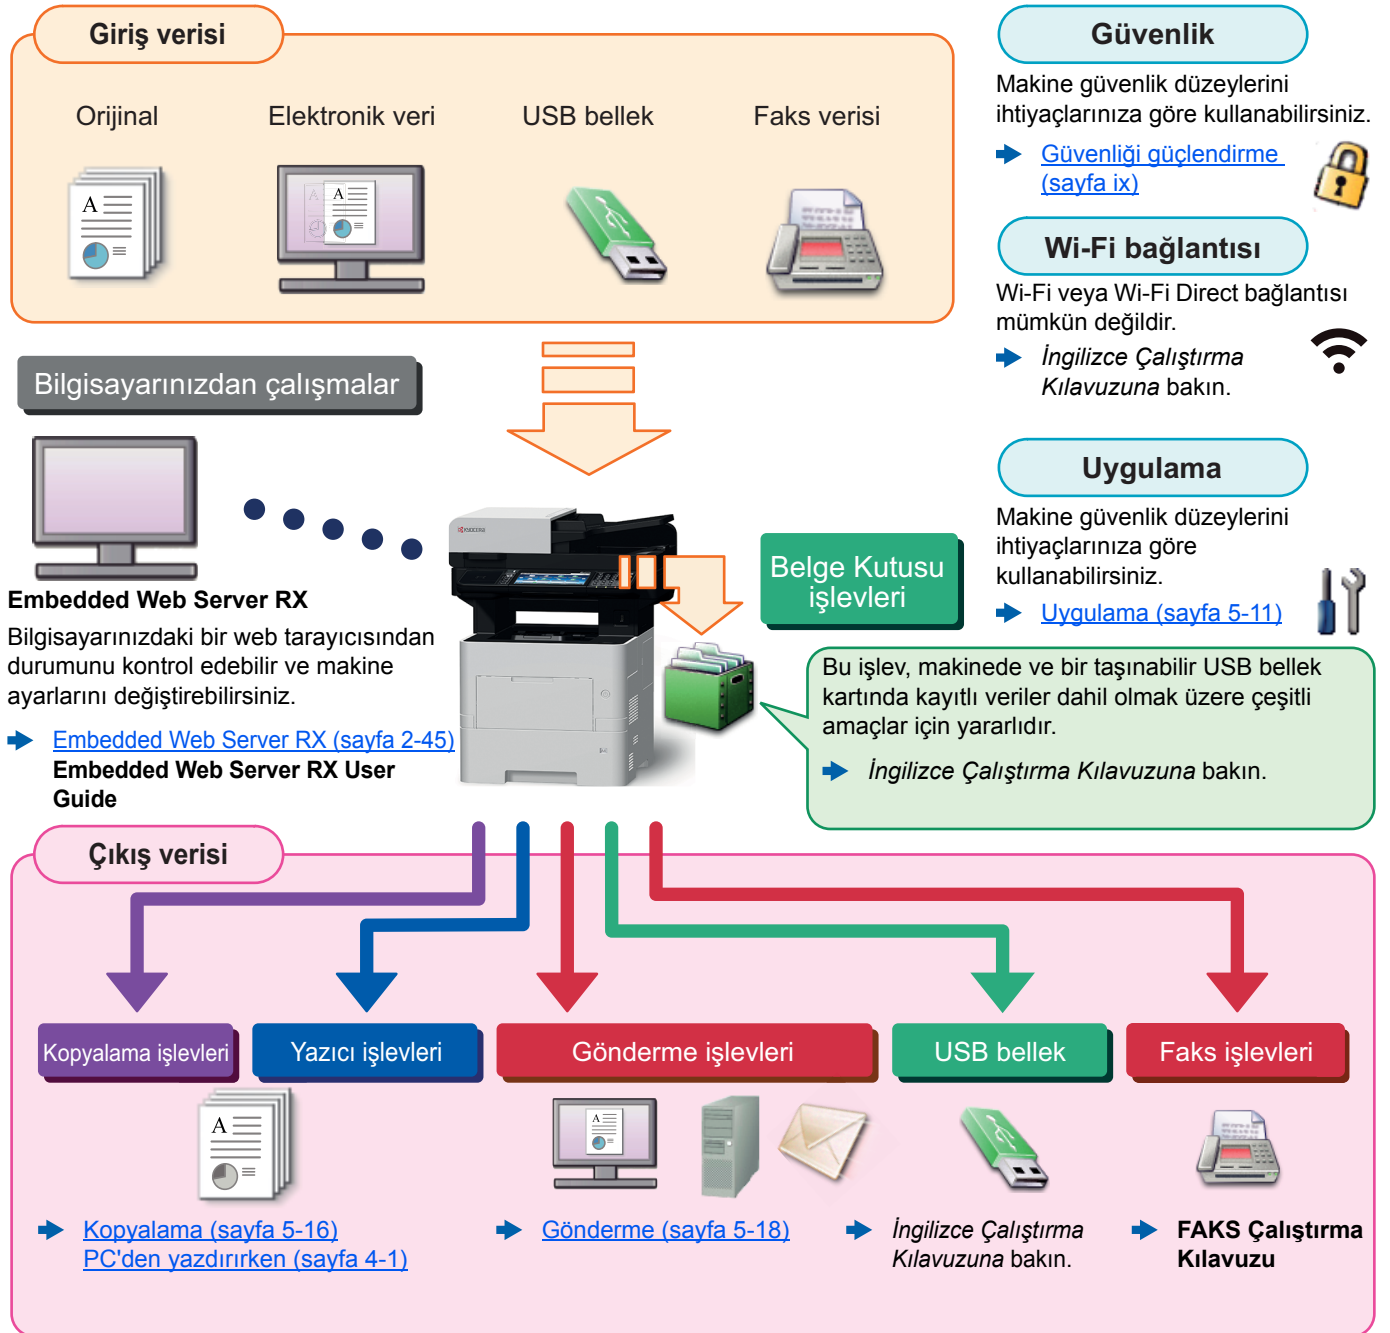 Giriş verisi
Orijinal
Elektronik veri
USB bellek
Faks verisi
Güvenlik
Makine güvenlik düzeylerini
ihtiyaçlarınıza göre kullanabilirsiniz.
Güvenliği güçlendirme
(sayfa ix)
Wi-Fi bağlantısı
Wi-Fi veya Wi-Fi Direct bağlantısı
mümkün değildir.
İngilizce Çalıştırma
Kılavuzuna bakın.
Uygulama
Makine güvenlik düzeylerini
ihtiyaçlarınıza göre
kullanabilirsiniz.
Uygulama (sayfa 5-11)
Bilgisayarınızdan çalışmalar
Embedded Web Server RX
Bilgisayarınızdaki bir web tarayıcısından
durumunu kontrol edebilir ve makine
ayarlarını değiştirebilirsiniz.
Embedded Web Server RX (sayfa 2-45)
Embedded Web Server RX User
Guide
KYOCERA
Belge Kutusu
işlevleri
Bu işlev, makinede ve bir taşınabilir USB bellek
kartında kayıtlı veriler dahil olmak üzere çeşitli
amaçlar için yararlıdır.
İngilizce Çalıştırma Kılavuzuna bakın.
Çıkış verisi
Kopyalama işlevleri
Yazıcı işlevleri
Gönderme işlevleri
USB bellek
Faks işlevleri
A
A
A
A
A
Kopyalama (sayfa 5-16)
PC'den yazdırırken (sayfa 4-1)
Gönderme (sayfa 5-18)
İngilizce Çalıştırma
Kılavuzuna bakın.
FAKS Çalıştırma
Kılavuzu